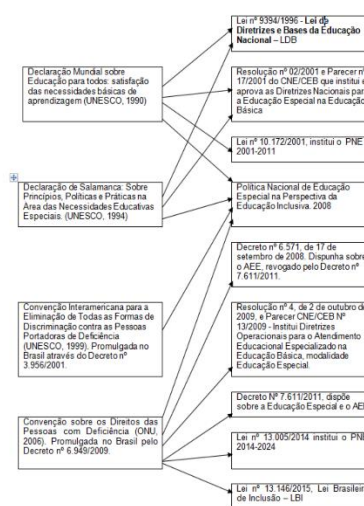 Lei nº 9394/1996 - Lei de
Diretrizes e Bases da Educação
Nacional – LDB
Declaração Mundial sobre
Educação para todos: satisfação
das necessidades básicas de
aprendizagem (UNESCO, 1990)
Resolução nº 02/2001 e Parecer nº
17/2001 do CNE/CEB que institui e
aprova as Diretrizes Nacionais para
a Educação Especial na Educação
Básica
Lei nº 10.172/2001, institui o PNE
2001-2011
Declaração de Salamanca: Sobre
Princípios, Políticas e Práticas na
Área das Necessidades Educativas
Especiais. (UNESCO, 1994)
Política Nacional de Educação
Especial na Perspectiva da
Educação Inclusiva. 2008
Decreto nº 6.571, de 17 de
setembro de 2008. Dispunha sobre
o AEE, revogado pelo Decreto nº
7.611/2011.
Convenção Interamericana para a
Eliminação de Todas as Formas de
Discriminação contra as Pessoas
Portadoras de Deficiência
(UNESCO, 1999). Promulgada no
Brasil através do Decreto nº
3.956/2001.
Resolução nº 4, de 2 de outubro de
2009, e Parecer CNE/CEB Nº
13/2009 - Institui Diretrizes
Operacionais para o Atendimento
Educacional Especializado na
Educação Básica, modalidade
Educação Especial.
Decreto Nº 7.611/2011, dispõe
sobre a Educação Especial e o AEE
Convenção sobre os Direitos das
Pessoas com Deficiência (ONU,
2006). Promulgada no Brasil pelo
Decreto nº 6.949/2009.
Lei nº 13.005/2014 institui o PNE
2014-2024
Lei nº 13.146/2015, Lei Brasileira
de Inclusão – LBI